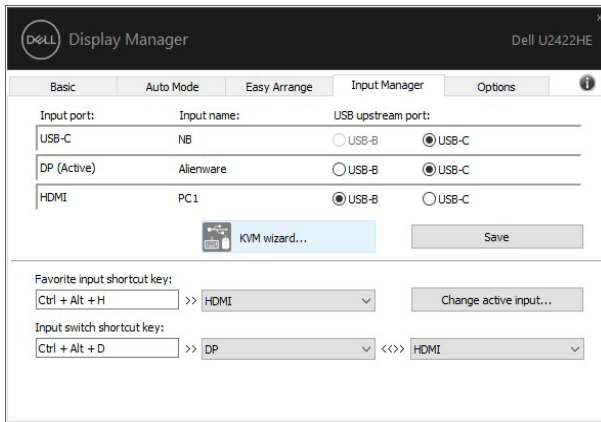 DELL Display Manager Dell U2422HE
Basic Auto Mode Easy Arrange Input Manager Options
Input port: Input name: USB upstream port:
USB-C NB USB-B USB-C
DP (Active) Alienware USB-B USB-C
HDMI PC1 USB-B USB-C
KVM wizard... Save
Favorite input shortcut key:
Ctrl + Alt + H >> HDMI Change active input...
Input switch shortcut key:
Ctrl + Alt + D >> DP <<>> HDMI